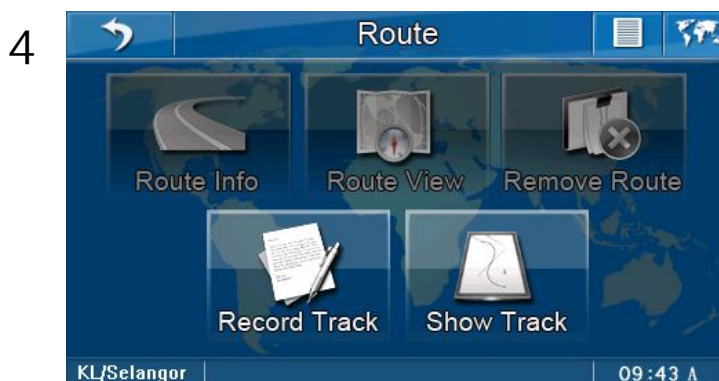 4
Route
Route Info
Route View
Remove Route
Record Track
Show Track
KL/Selangor
09:43 A